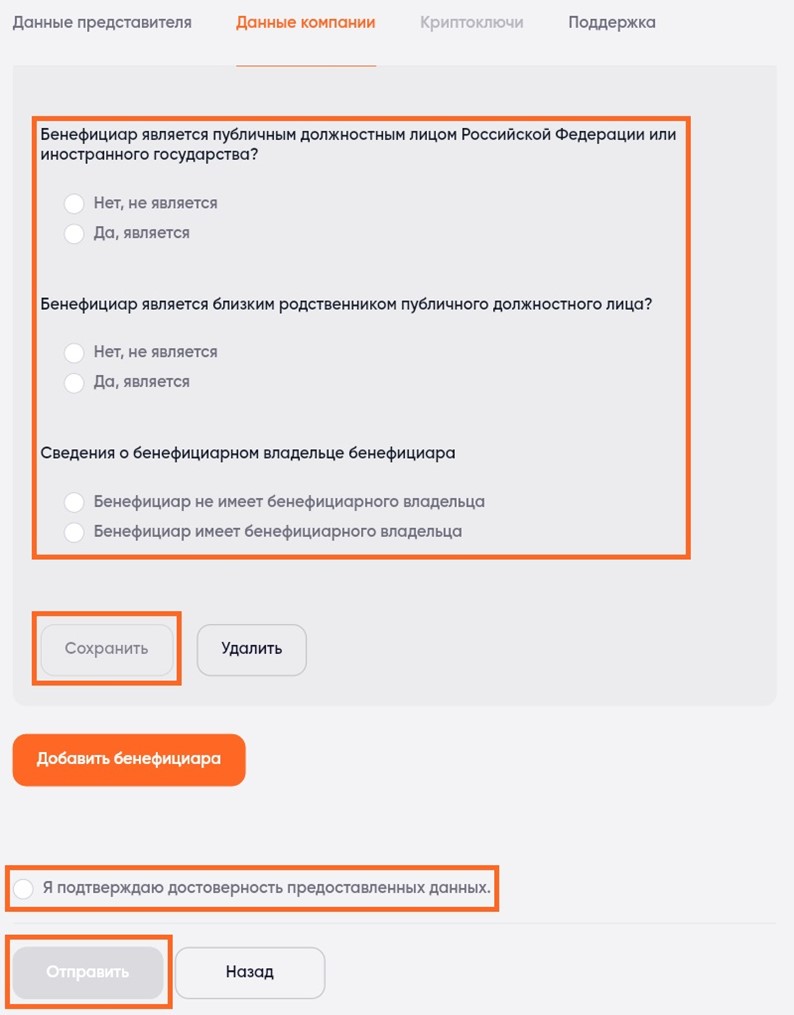 Данные представителя Данные компании Криптоключи Поддержка
Бенефициар является публичным должностным лицом Российской Федерации или
иностранного государства?
Нет, не является
Да, является
Бенефициар является близким родственником публичного должностного лица?
Нет, не является
Да, является
Сведения о бенефициарном владельце бенефициара
Бенефициар не имеет бенефициарного владельца
Бенефициар имеет бенефициарного владельца
Сохранить Удалить
Добавить бенефициара
Я подтверждаю достоверность предоставленных данных.
Отправить Назад